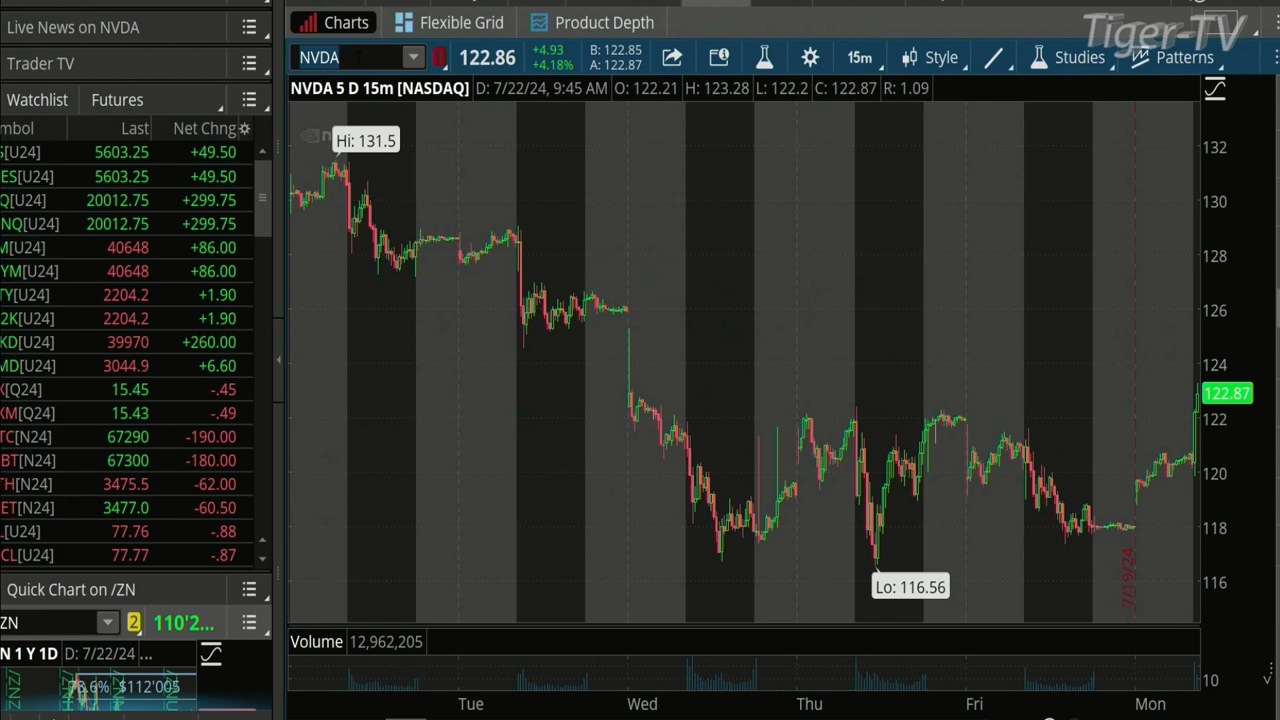 Live News on NVDA
Trader TV
Watchlist Futures
mbol Last Net Chng
S[U24] 5603.25 +49.50
ES[U24] 5603.25 +49.50
Q[U24] 20012.75 +299.75
NQ[U24] 20012.75 +299.75
M[U24] 40648 +86.00
YM[U24] 40648 +86.00
TY[U24] 2204.2 +1.90
2K[U24] 2204.2 +1.90
KD[U24] 39970 +260.00
MD[U24] 3044.9 +6.60
X[Q24] 15.45 -.45
XM[Q24] 15.43 -.49
TC[N24] 67290 -190.00
BT[N24] 67300 -180.00
TH[N24] 3475.5 -62.00
ET[N24] 3477.0 -60.50
L[U24] 77.76 -.88
CL[U24] 77.77 -.87
Quick Chart on /ZN
ZN 2 110'2...
N 1 Y 1D D: 7/22/24 ...
78.6% $112'005
Charts Flexible Grid Product Depth
Tiger-TV
NVDA 122.86 +4.93 +4.18% B: 122.85 A: 122.87 15m Style Studies Patterns
NVDA 5 D 15m [NASDAQ] D: 7/22/24, 9:45 AM O: 122.21 H: 123.28 L: 122.2 C: 122.87 R: 1.09
Hi: 131.5
132
130
128
126
124
122.87
122
120
118
116
Lo: 116.56
7/19/24
Volume 12,962,205
10
Tue Wed Thu Fri Mon